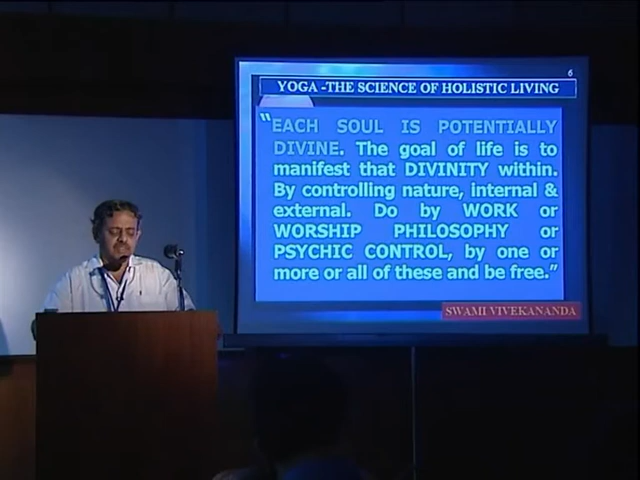 6
YOGA -THE SCIENCE OF HOLISTIC LIVING
“EACH SOUL IS POTENTIALLY
DIVINE. The goal of life is to
manifest that DIVINITY within.
By controlling nature, internal &
external. Do by WORK or
WORSHIP PHILOSOPHY or
PSYCHIC CONTROL, by one or
more or all of these and be free.”
SWAMI VIVEKANANDA